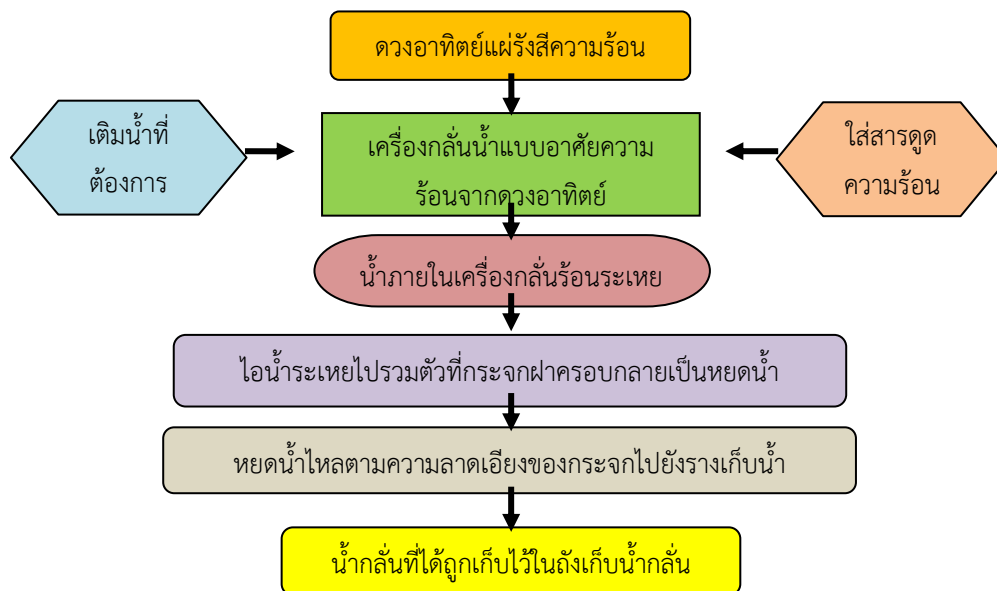 ดวงอาทิตย์แผ่รังสีความร้อน
เติมน้ำที่
ต้องการ
เครื่องกลั่นน้ำแบบอาศัยความ
ร้อนจากดวงอาทิตย์
ใส่สารดูด
ความร้อน
น้ำภายในเครื่องกลั่นร้อนระเหย
ไอน้ำระเหยไปรวมตัวที่กระจกฝาครอบกลายเป็นหยดน้ำ
หยดน้ำไหลตามความลาดเอียงของกระจกไปยังรางเก็บน้ำ
น้ำกลั่นที่ได้ถูกเก็บไว้ในถังเก็บน้ำกลั่น